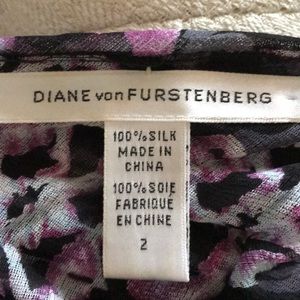 DIANE von FURSTENBERG
100% SILK
MADE IN
CHINA
100% SOIE
FABRIQUÉ
EN CHINE
2